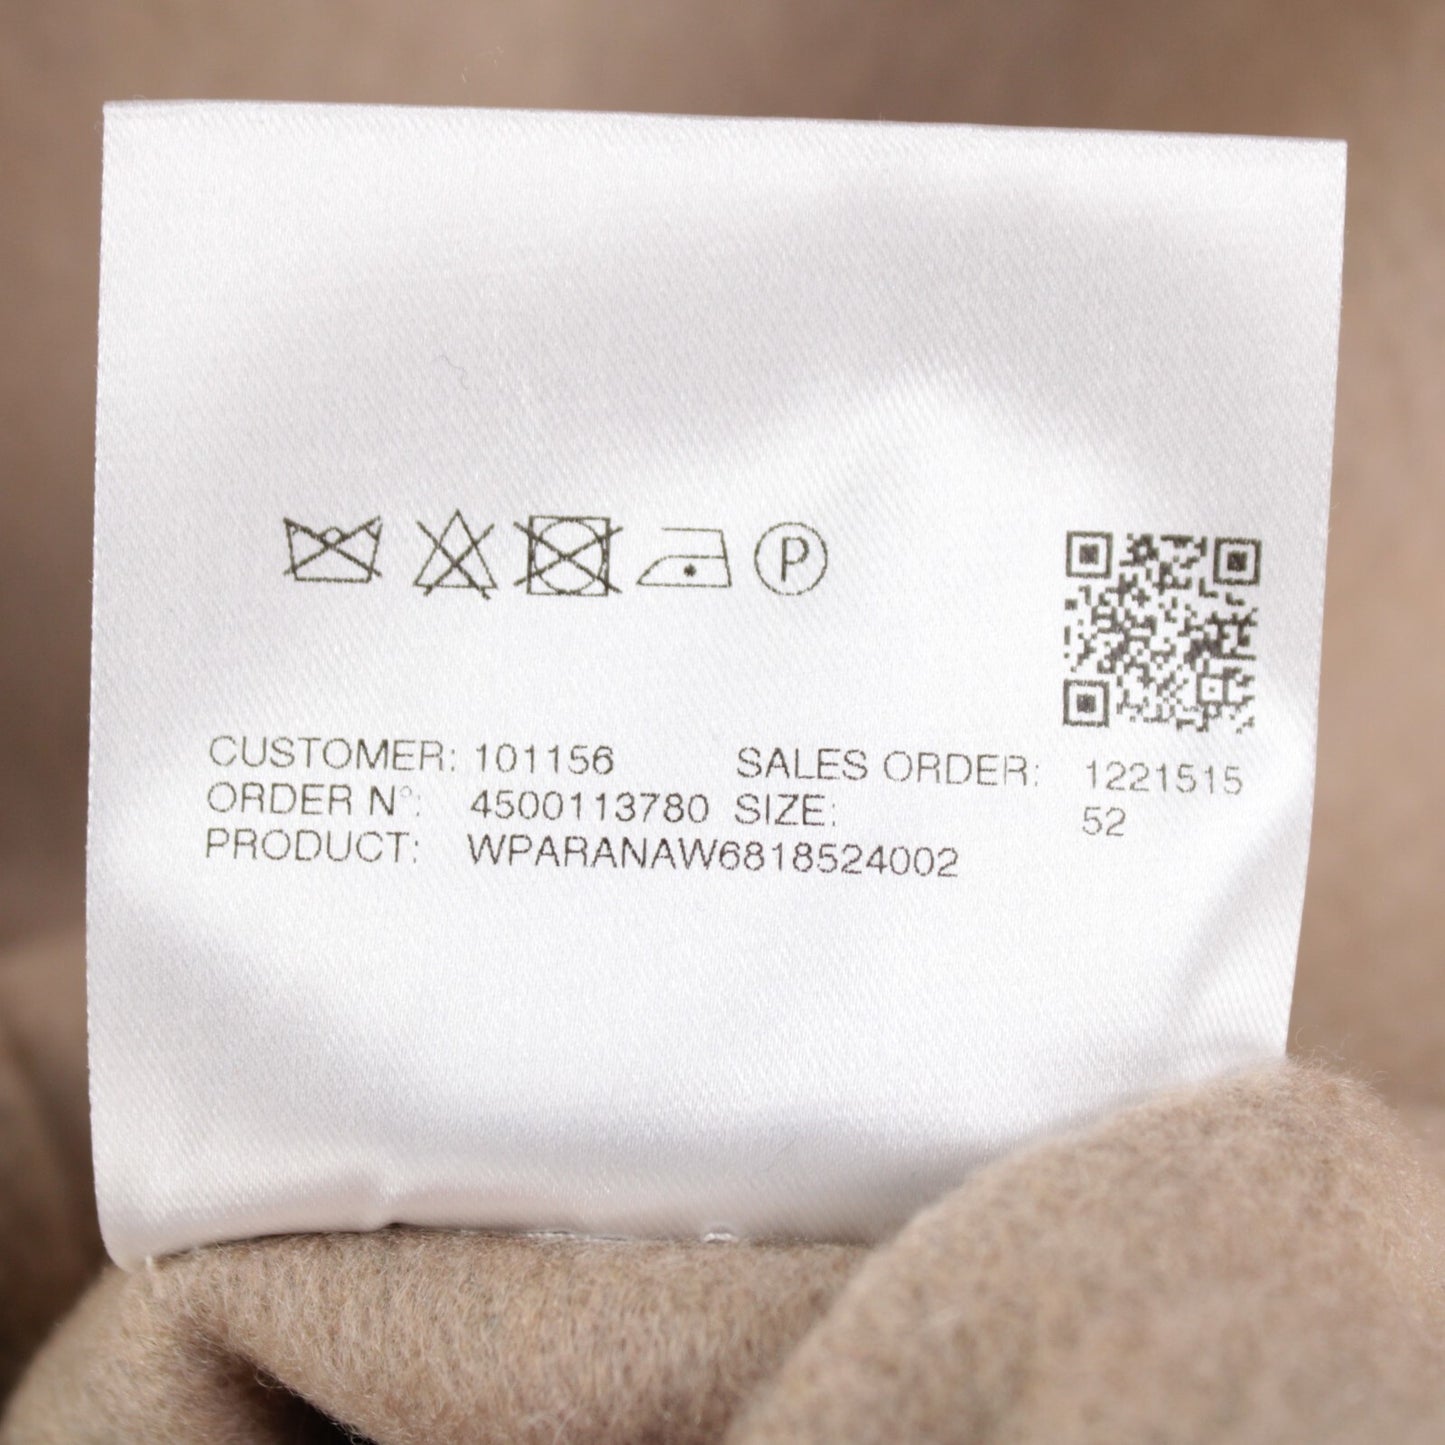 P
CUSTOMER: 101156 SALES ORDER: 1221515
ORDER N°: 4500113780 SIZE: 52
PRODUCT: WPARANAW6818524002